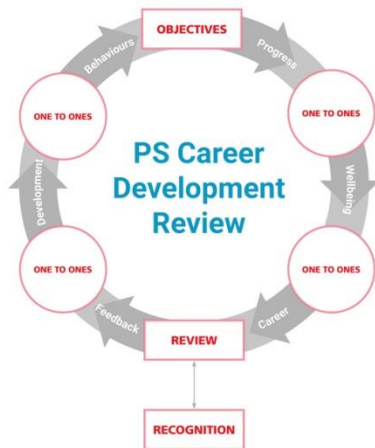 OBJECTIVES
Behaviours
Progress
ONE TO ONES
ONE TO ONES
PS Career
Development
Review
Development
Wellbeing
ONE TO ONES
ONE TO ONES
Feedback
Career
REVIEW
RECOGNITION